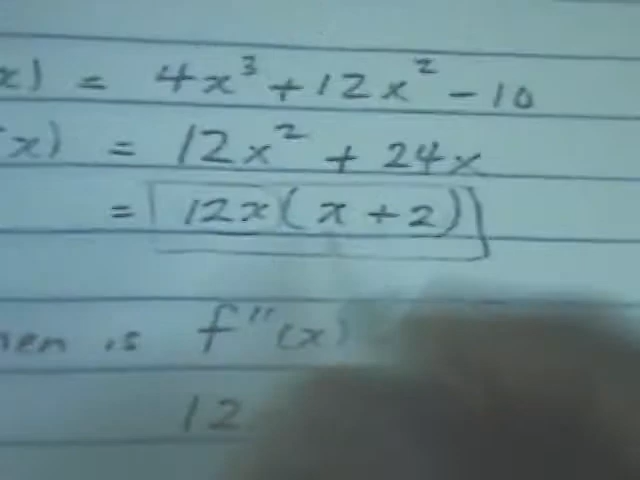 x) = 4x³ + 12x² - 10
(x) = 12x² + 24x
= 12x(x+2)
is f"(x)
12